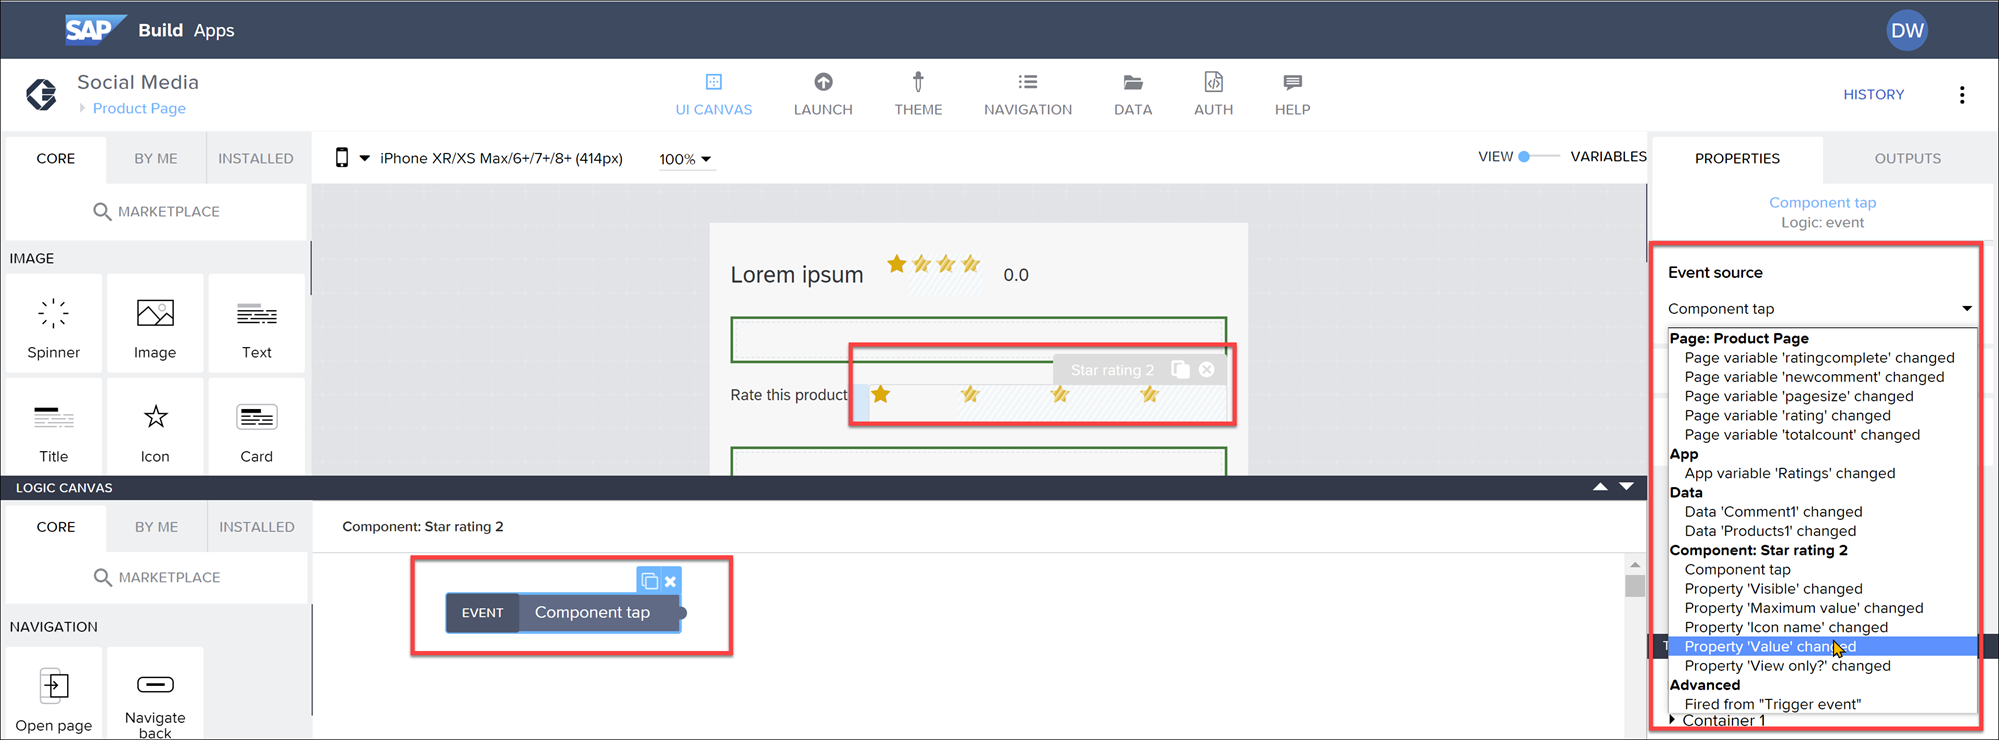 SAP Build Apps
DW
Social Media
Product Page
UI CANVAS
LAUNCH
THEME
NAVIGATION
DATA
AUTH
HELP
HISTORY
CORE
BY ME
INSTALLED
MARKETPLACE
IMAGE
Spinner
Image
Text
Title
Icon
Card
iPhone XR/XS Max/6+/7+/8+ (414px)
100%
VIEW
VARIABLES
Lorem ipsum
0.0
Star rating 2
Rate this product
PROPERTIES
OUTPUTS
Component tap
Logic: event
Event source
Component tap
Page: Product Page
Page variable 'ratingcomplete' changed
Page variable 'newcomment' changed
Page variable 'pagesize' changed
Page variable 'rating' changed
Page variable 'totalcount' changed
App
App variable 'Ratings' changed
Data
Data 'Comment1' changed
Data 'Products1' changed
Component: Star rating 2
Component tap
Property 'Visible' changed
Property 'Maximum value' changed
Property 'Icon name' changed
Property 'Value' changed
Property 'View only?' changed
Advanced
Fired from "Trigger event"
Container 1
LOGIC CANVAS
CORE
BY ME
INSTALLED
MARKETPLACE
NAVIGATION
Open page
Navigate
back
Component: Star rating 2
EVENT
Component tap